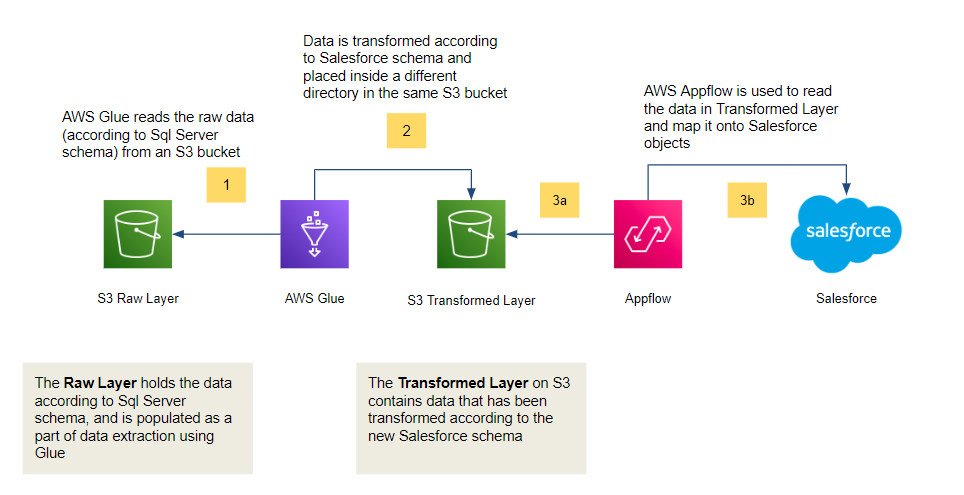 Data is transformed according
to Salesforce schema and
placed inside a different
directory in the same S3 bucket
AWS Appflow is used to read
the data in Transformed Layer
and map it onto Salesforce
objects
AWS Glue reads the raw data
(according to Sql Server
schema) from an S3 bucket
2
1
3a
3b
salesforce
S3 Raw Layer
AWS Glue
S3 Transformed Layer
Appflow
Salesforce
The Raw Layer holds the data
according to Sql Server
schema, and is populated as a
part of data extraction using
Glue
The Transformed Layer on S3
contains data that has been
transformed according to the
new Salesforce schema